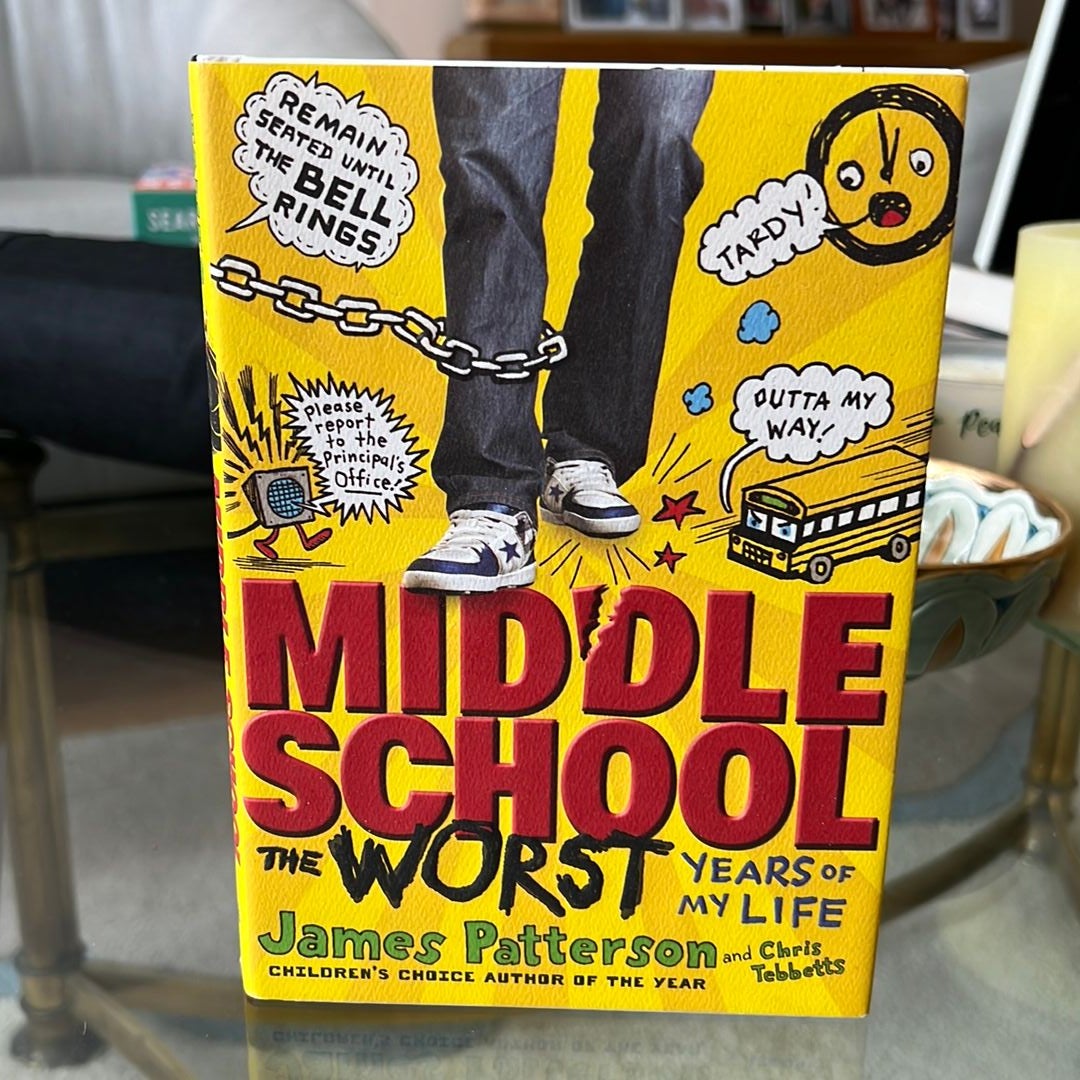 REMAIN
SEATED UNTIL
THE BELL
RINGS
TARDY!
OUTTA MY
WAY!
Please
report
to the
Principal's
Office!
MIDDLE
SCHOOL
THE WORST YEARS OF
MY LIFE
James Patterson and Chris
Tebbetts
CHILDREN'S CHOICE AUTHOR OF THE YEAR